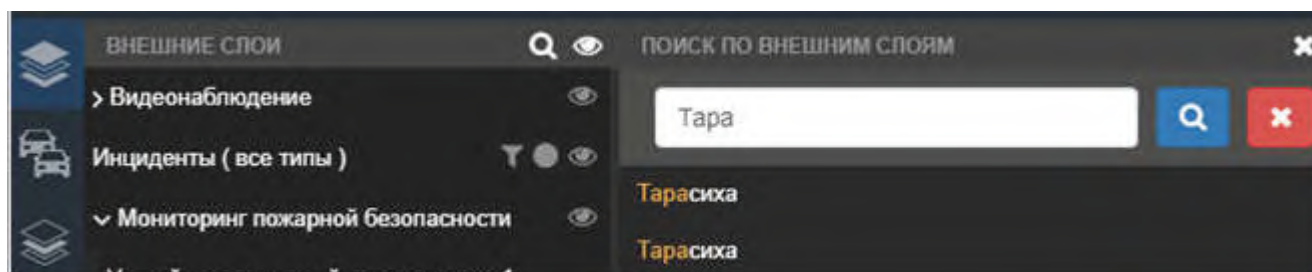 ВНЕШНИЕ СЛОИ
> Видеонаблюдение
Инциденты ( все типы )
Мониторинг пожарной безопасности
ПОИСК ПО ВНЕШНИМ СЛОЯМ
Тара
Тарасиха
Тарасиха